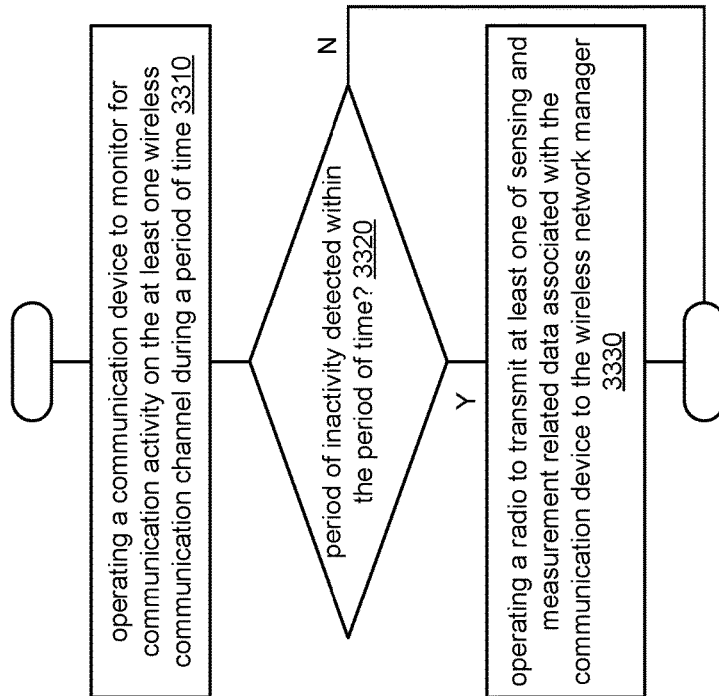 operating a communication device to monitor for
communication activity on the at least one wireless
communication channel during a period of time 3310
period of inactivity detected within
the period of time? 3320
N
Y
operating a radio to transmit at least one of sensing and
measurement related data associated with the
communication device to the wireless network manager
3330